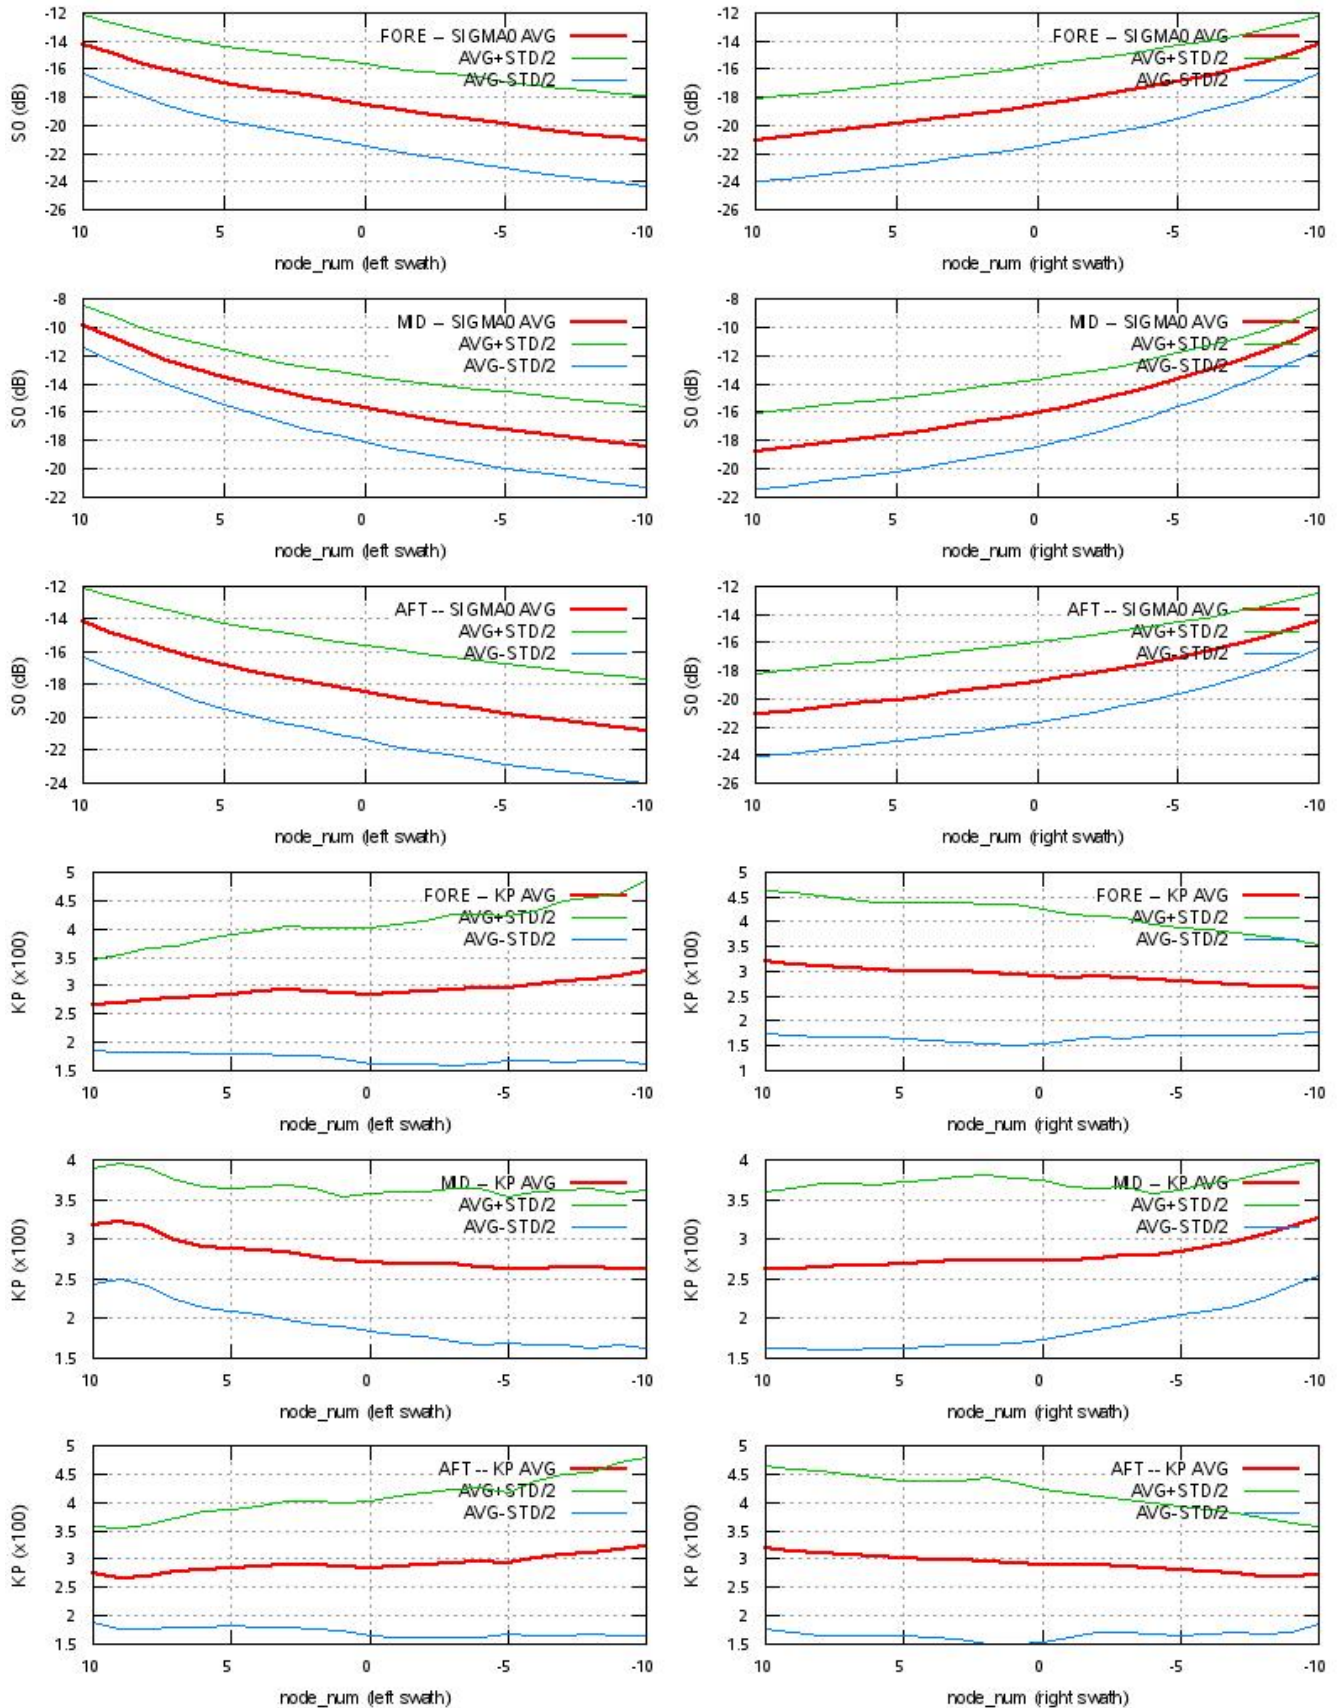 -12
-14
-16
-18
-20
-22
-24
-26
S0 (dB)
FORE -- SIGMA0 AVG
AVG+STD/2
AVG-STD/2
10 5 0 -5 -10
node_num (left swath)
-12
-14
-16
-18
-20
-22
-24
-26
S0 (dB)
FORE -- SIGMA0 AVG
AVG+STD/2
AVG-STD/2
10 5 0 -5 -10
node_num (right swath)
-8
-10
-12
-14
-16
-18
-20
-22
S0 (dB)
MID -- SIGMA0 AVG
AVG+STD/2
AVG-STD/2
10 5 0 -5 -10
node_num (left swath)
-8
-10
-12
-14
-16
-18
-20
-22
S0 (dB)
MID -- SIGMA0 AVG
AVG+STD/2
AVG-STD/2
10 5 0 -5 -10
node_num (right swath)
-12
-14
-16
-18
-20
-22
-24
S0 (dB)
AFT -- SIGMA0 AVG
AVG+STD/2
AVG-STD/2
10 5 0 -5 -10
node_num (left swath)
-12
-14
-16
-18
-20
-22
-24
-26
S0 (dB)
AFT -- SIGMA0 AVG
AVG+STD/2
AVG-STD/2
10 5 0 -5 -10
node_num (right swath)
5
4.5
4
3.5
3
2.5
2
1.5
KP (x100)
FORE -- KP AVG
AVG+STD/2
AVG-STD/2
10 5 0 -5 -10
node_num (left swath)
5
4.5
4
3.5
3
2.5
2
1.5
1
KP (x100)
FORE -- KP AVG
AVG+STD/2
AVG-STD/2
10 5 0 -5 -10
node_num (right swath)
4
3.5
3
2.5
2
1.5
KP (x100)
MID -- KP AVG
AVG+STD/2
AVG-STD/2
10 5 0 -5 -10
node_num (left swath)
4
3.5
3
2.5
2
1.5
KP (x100)
MID -- KP AVG
AVG+STD/2
AVG-STD/2
10 5 0 -5 -10
node_num (right swath)
5
4.5
4
3.5
3
2.5
2
1.5
KP (x100)
AFT -- KP AVG
AVG+STD/2
AVG-STD/2
10 5 0 -5 -10
node_num (left swath)
5
4.5
4
3.5
3
2.5
2
1.5
KP (x100)
AFT -- KP AVG
AVG+STD/2
AVG-STD/2
10 5 0 -5 -10
node_num (right swath)